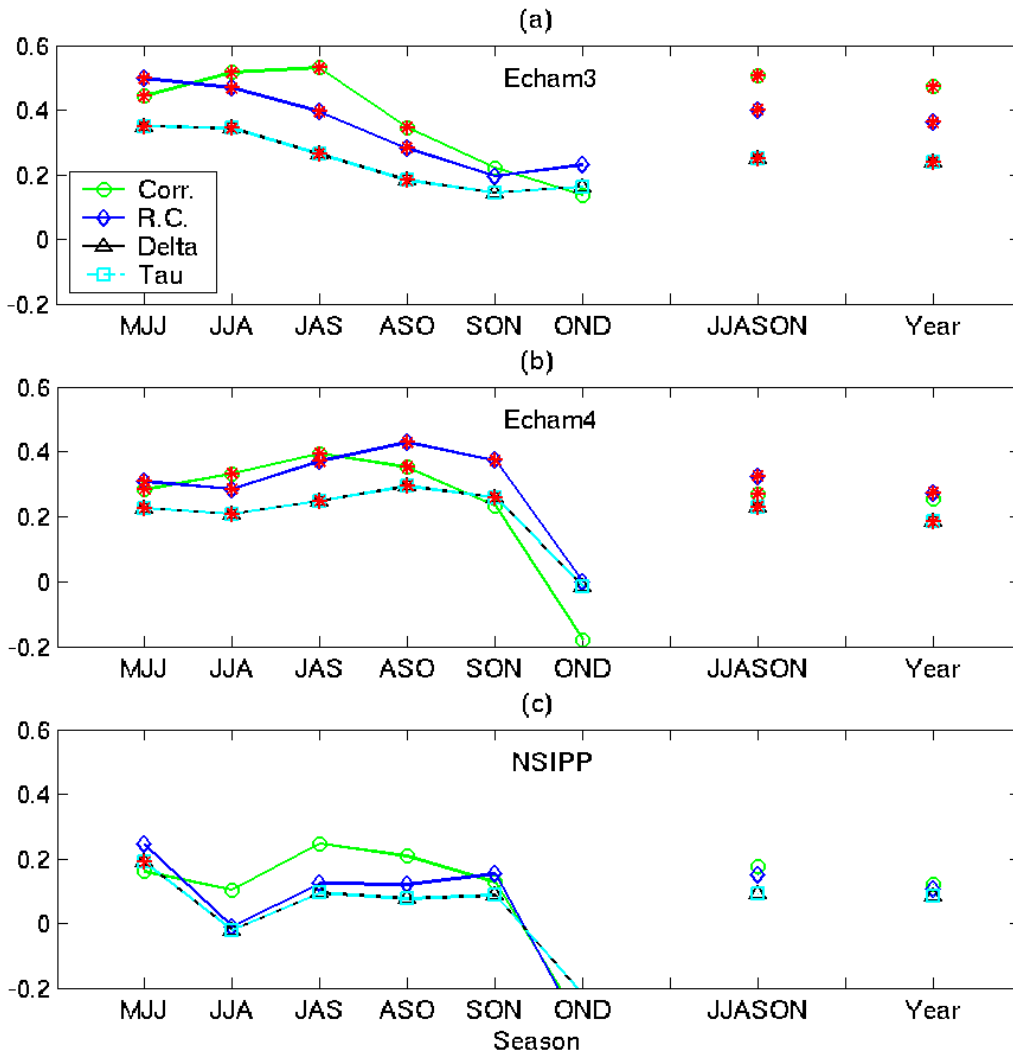 (a)
Echam3
0.6
0.4
0.2
0
-0.2
Corr.
R.C.
Delta
Tau
MJJ JJA JAS ASO SON OND JJASON Year
(b)
Echam4
0.6
0.4
0.2
0
-0.2
MJJ JJA JAS ASO SON OND JJASON Year
(c)
NSIPP
0.6
0.4
0.2
0
-0.2
MJJ JJA JAS ASO SON OND JJASON Year
Season